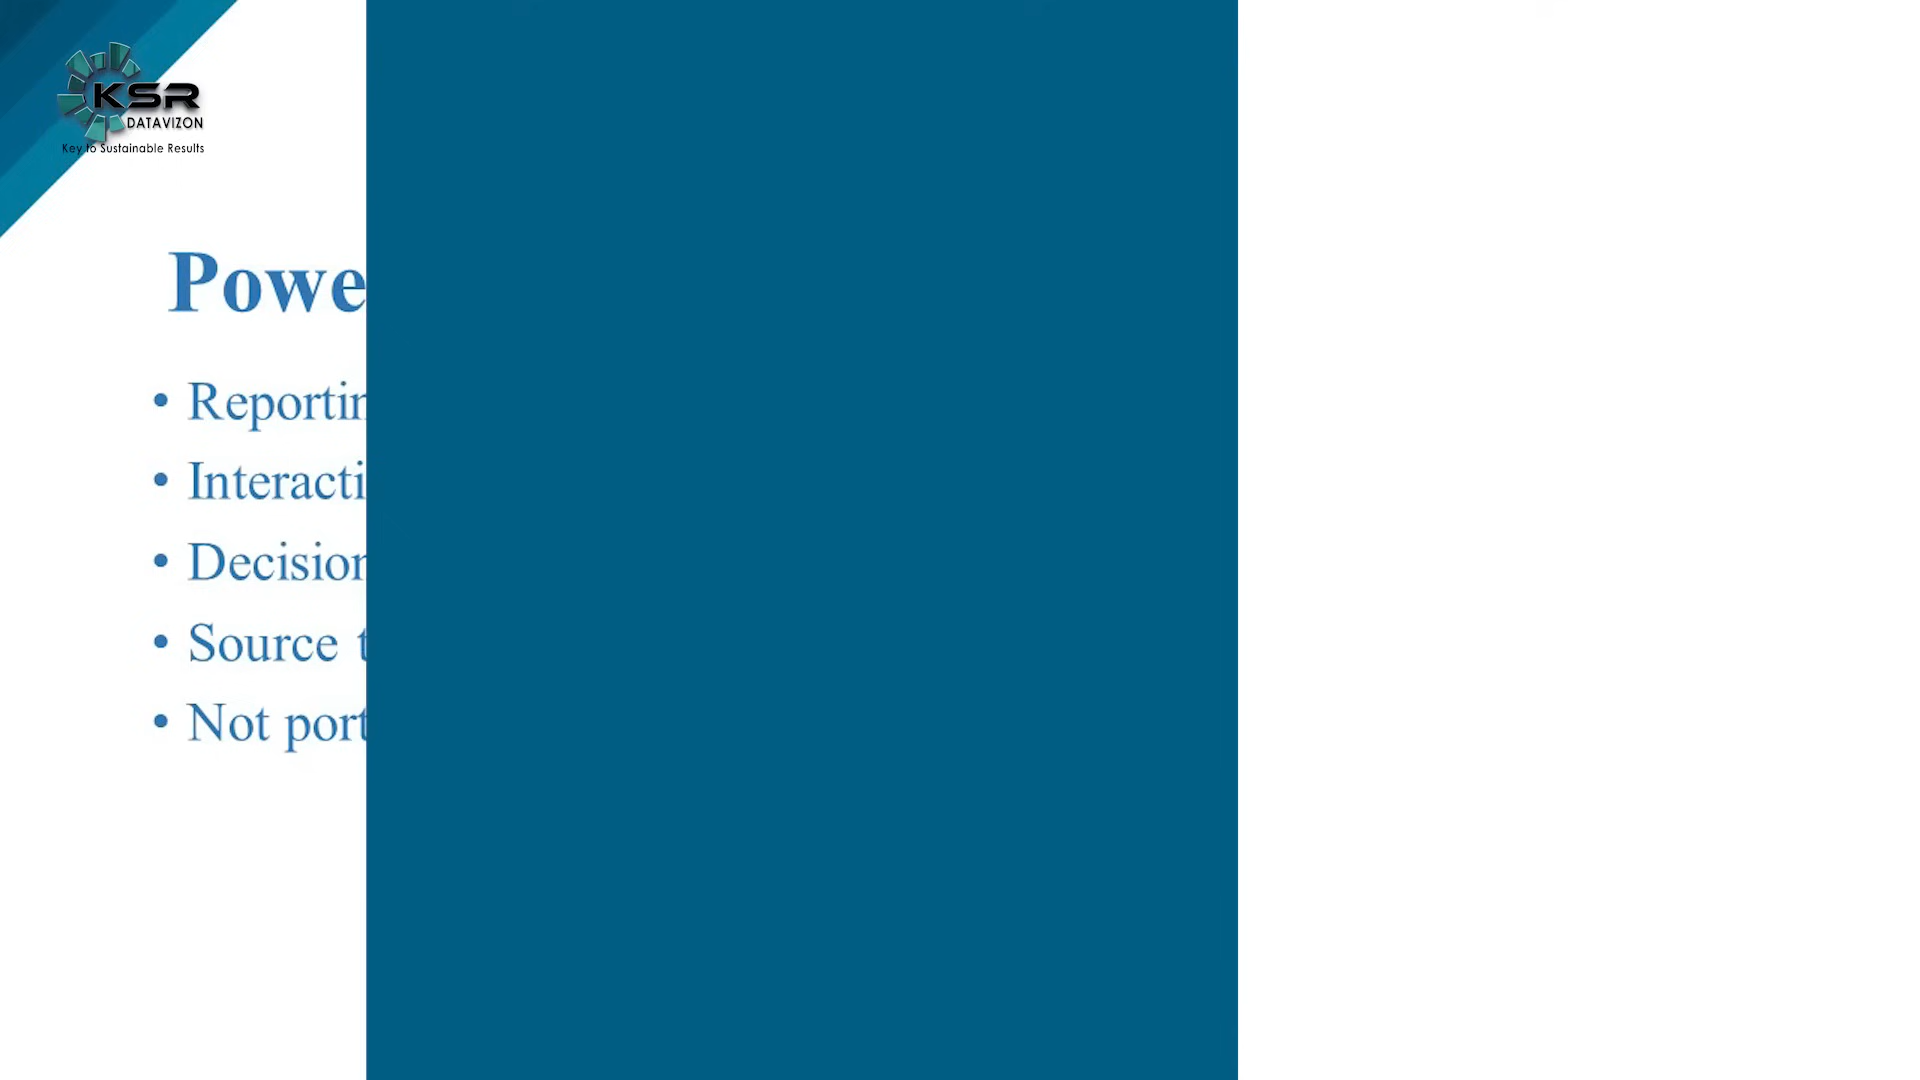 KSR
DATAVIZON
Key to Sustainable Results
Powe
• Reportin
• Interacti
• Decision
• Source t
• Not port